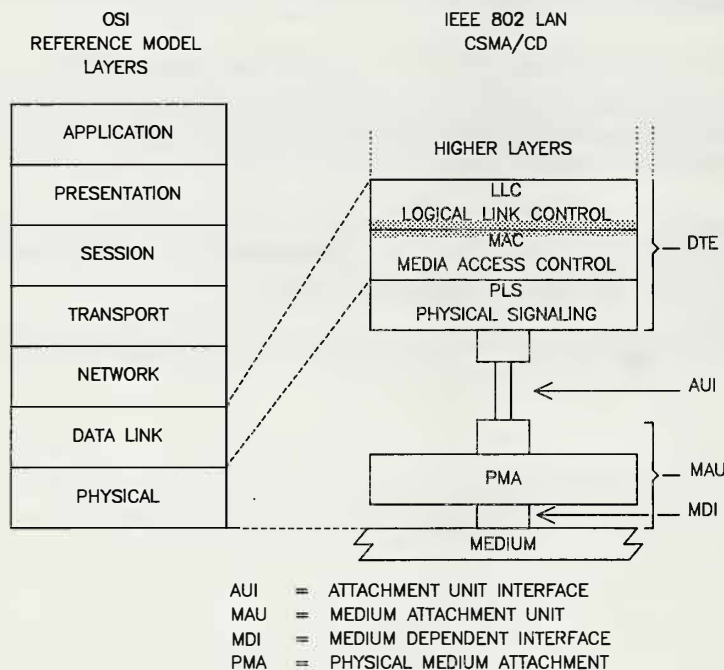 OSI
REFERENCE MODEL
LAYERS
APPLICATION
PRESENTATION
SESSION
TRANSPORT
NETWORK
DATA LINK
PHYSICAL
IEEE 802 LAN
CSMA/CD
HIGHER LAYERS
LLC
LOGICAL LINK CONTROL
MAC
MEDIA ACCESS CONTROL
PLS
PHYSICAL SIGNALING
DTE
AUI
PMA
MAU
MDI
MEDIUM
AUI = ATTACHMENT UNIT INTERFACE
MAU = MEDIUM ATTACHMENT UNIT
MDI = MEDIUM DEPENDENT INTERFACE
PMA = PHYSICAL MEDIUM ATTACHMENT